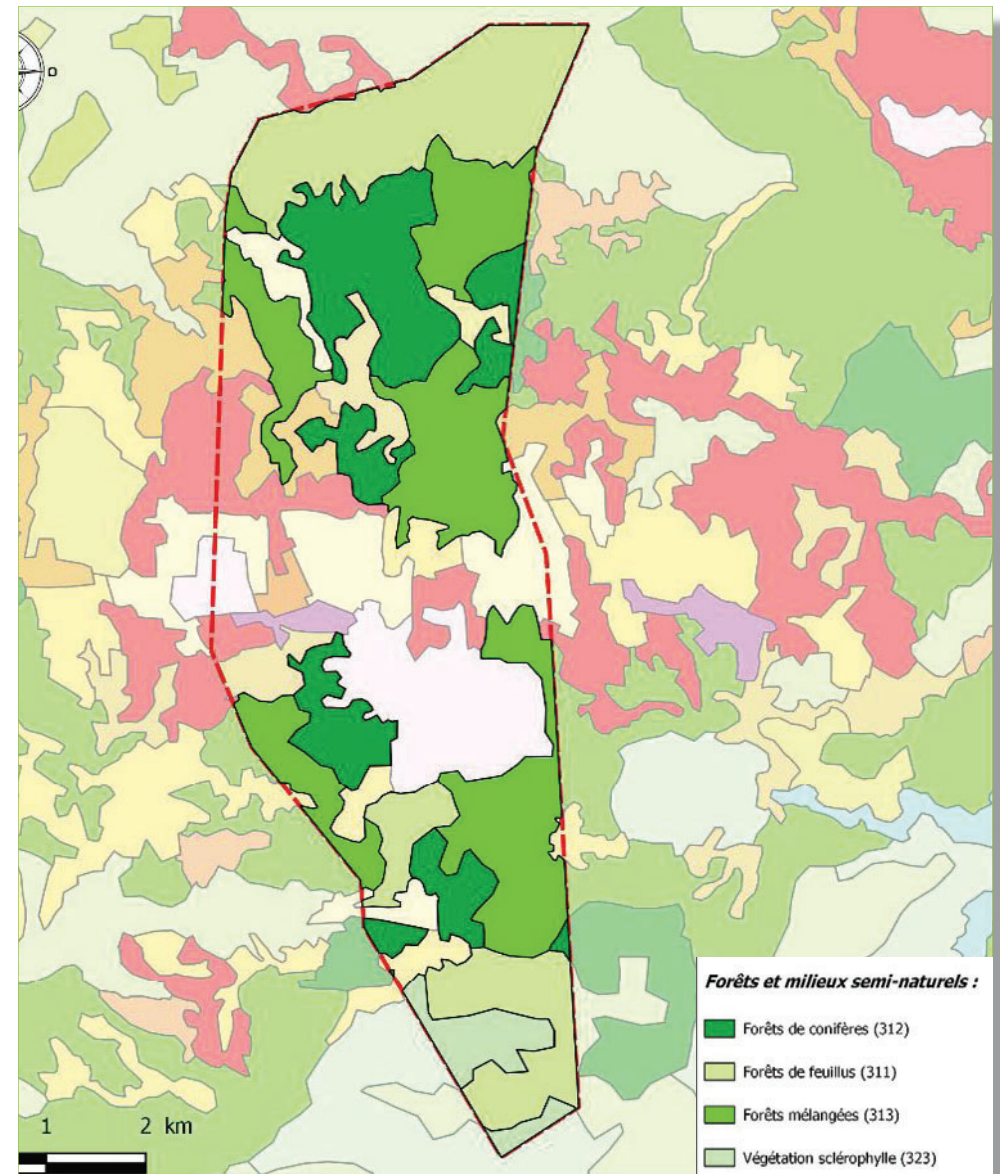 1 2 km
Forêts et milieux semi-naturels :
Forêts de conifères (312)
Forêts de feuillus (311)
Forêts mélangées (313)
Végétation sclérophylle (323)